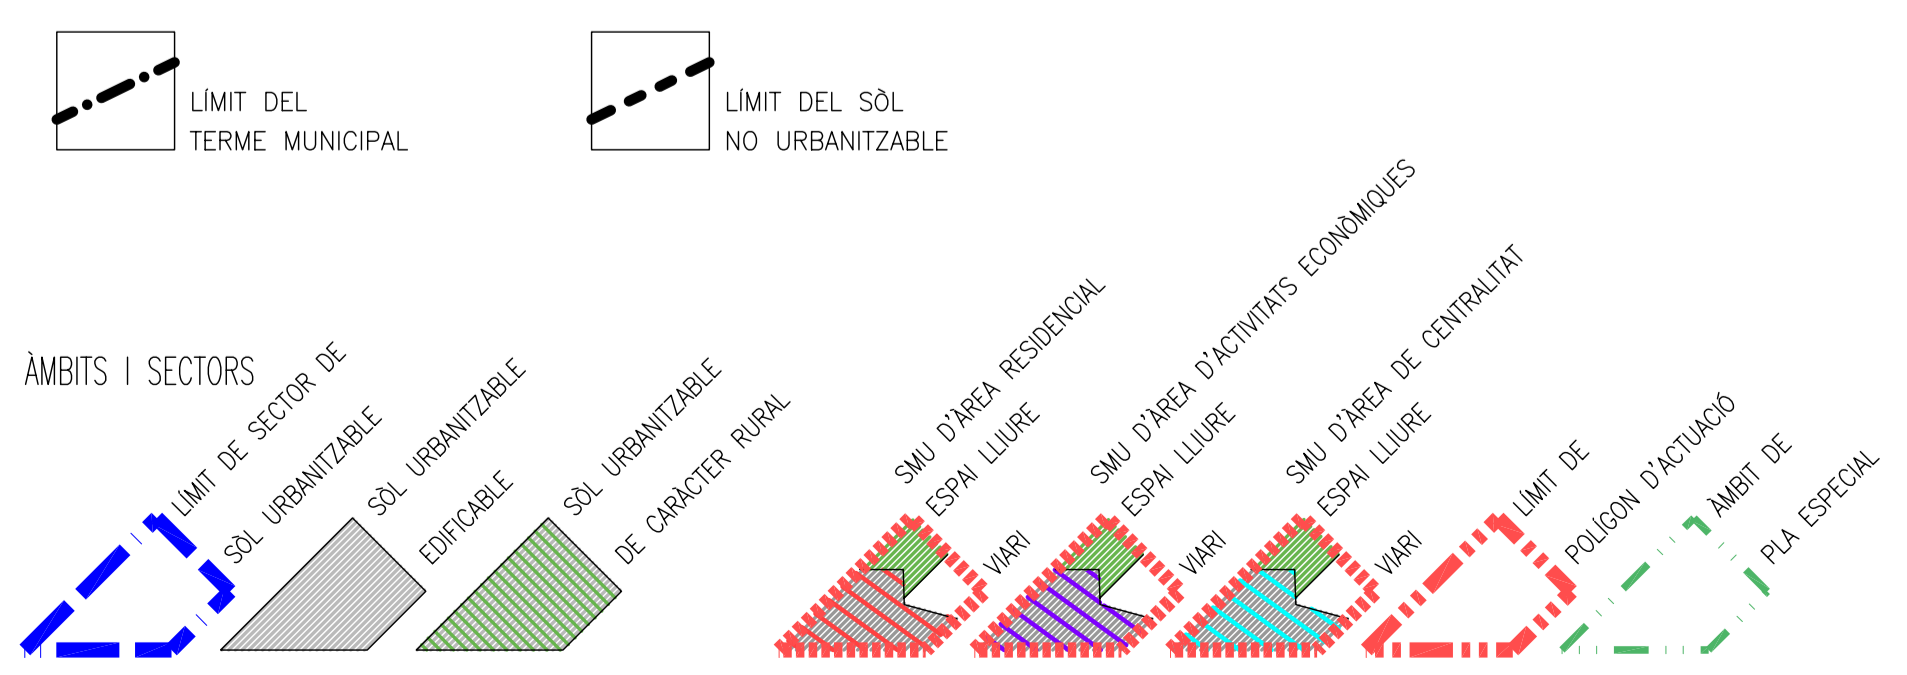 LÍMIT DEL
TERME MUNICIPAL
LÍMIT DEL SÒL
NO URBANITZABLE
ÀMBITS I SECTORS
LÍMIT DE SECTOR DE
SÒL URBANITZABLE
SÒL URBANITZABLE
EDIFICABLE
SÒL URBANITZABLE
DE CARÀCTER RURAL
SMU D'ÀREA RESIDENCIAL
ESPAI LLIURE
VIARI
SMU D'ÀREA D'ACTIVITATS ECONÒMIQUES
ESPAI LLIURE
VIARI
SMU D'ÀREA DE CENTRALITAT
ESPAI LLIURE
VIARI
LÍMIT DE
POLÍGON D'ACTUACIÓ
ÀMBIT DE
PLA ESPECIAL